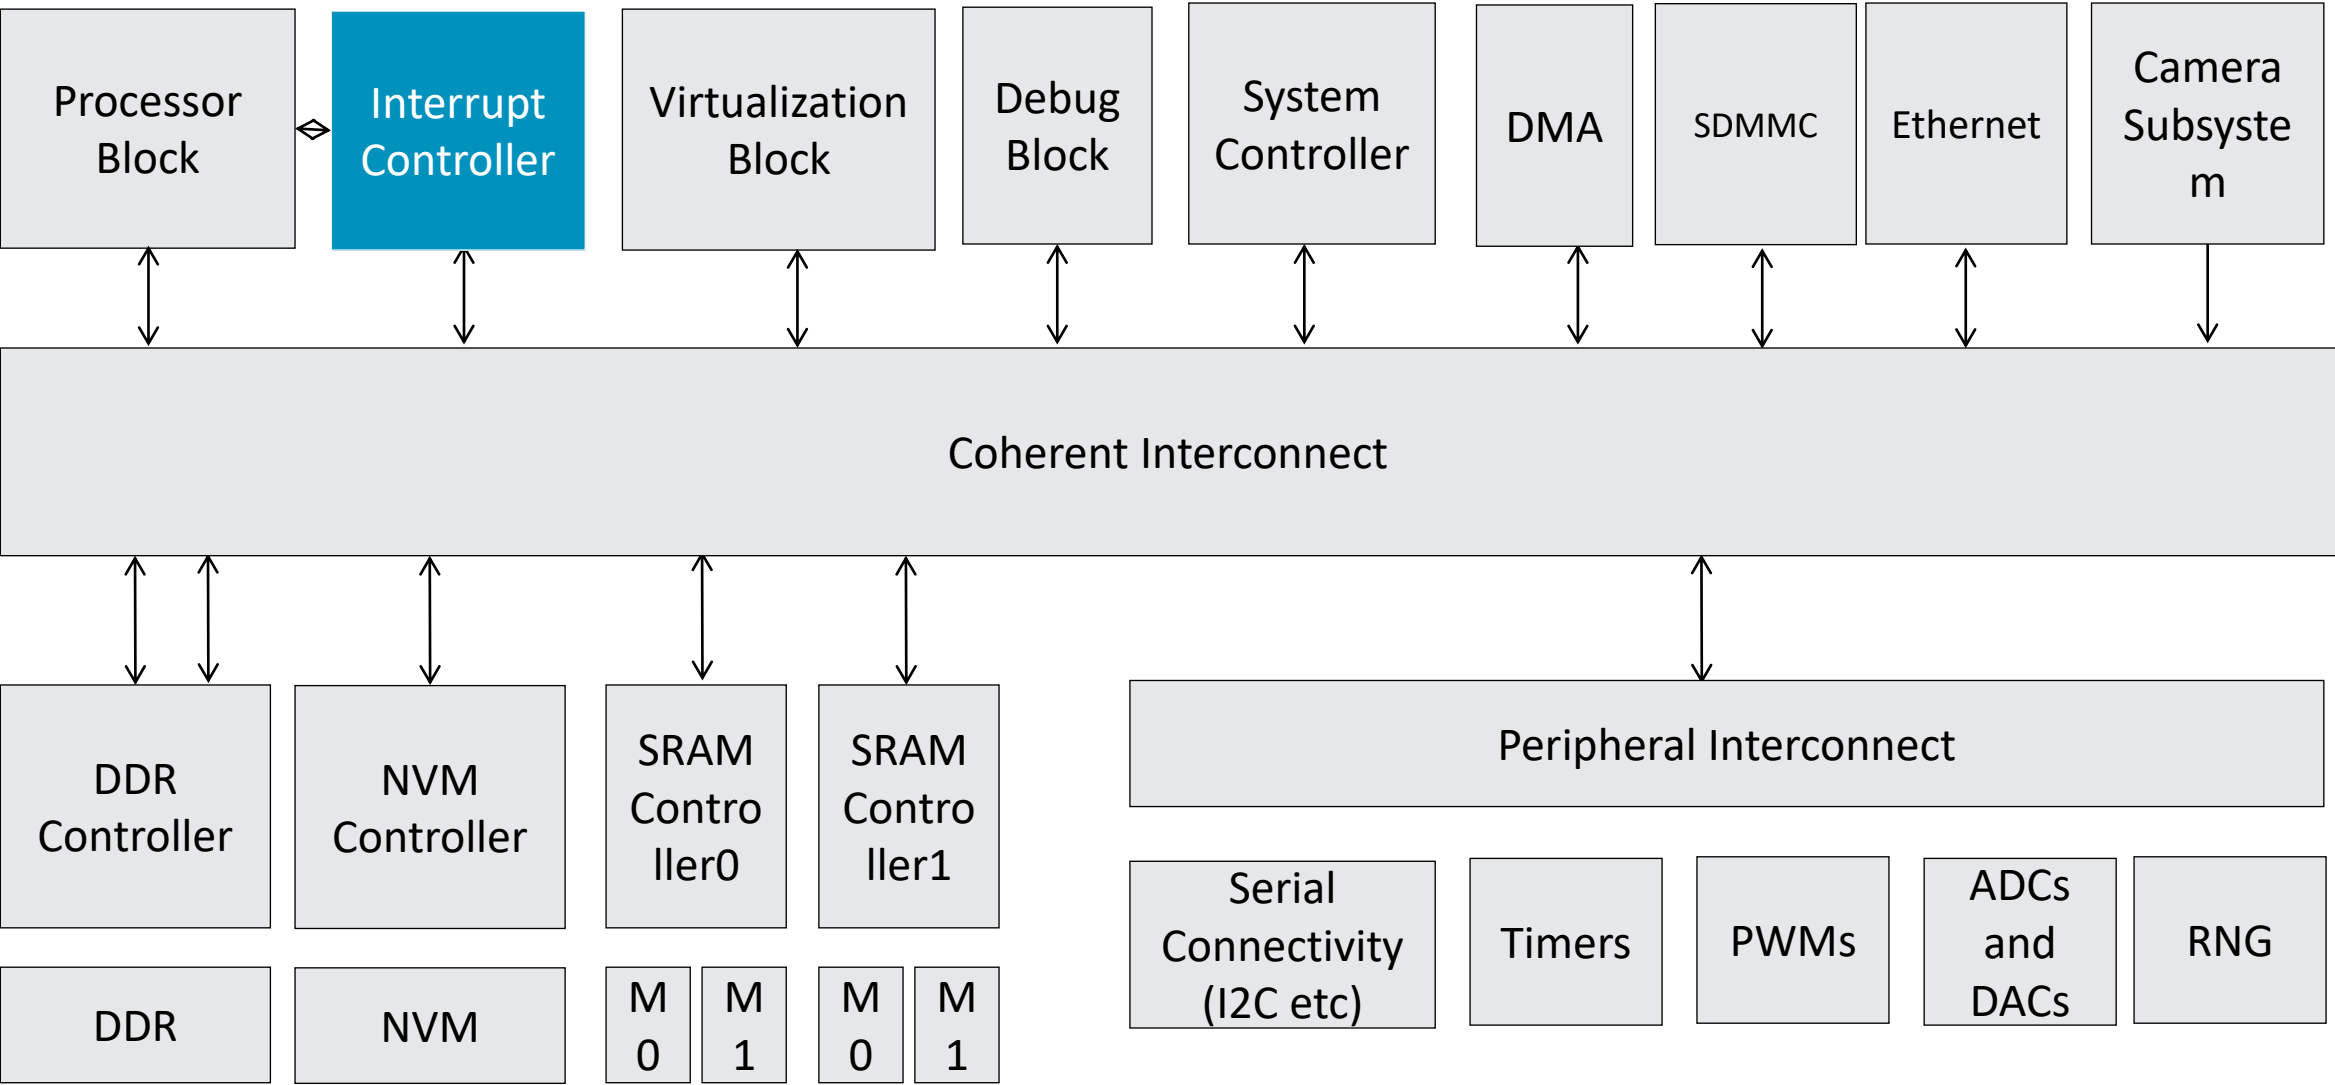 Processor
Block
Interrupt
Controller
Virtualization
Block
Debug
Block
System
Controller
DMA
SDMMC
Ethernet
Camera
Subsyste
m
Coherent Interconnect
DDR
Controller
NVM
Controller
SRAM
Contro
ller0
SRAM
Contro
ller1
Peripheral Interconnect
Serial
Connectivity
(I2C etc)
Timers
PWMs
ADCs
and
DACs
RNG
DDR
NVM
M
0
M
1
M
0
M
1